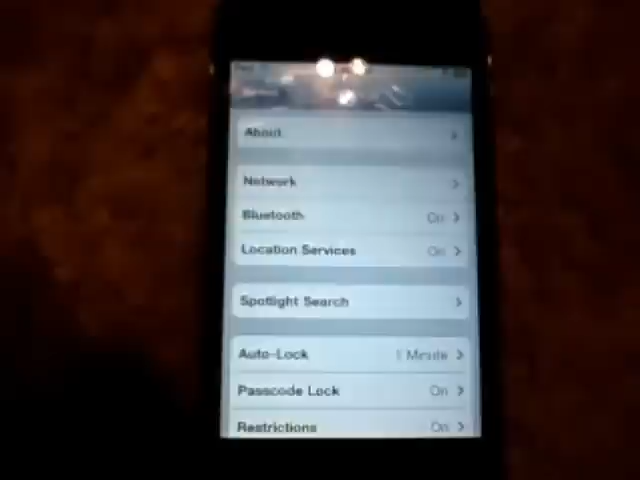 About
Network
Bluetooth On
Location Services On
Spotlight Search
Auto-Lock 1 Minute
Passcode Lock On
Restrictions On